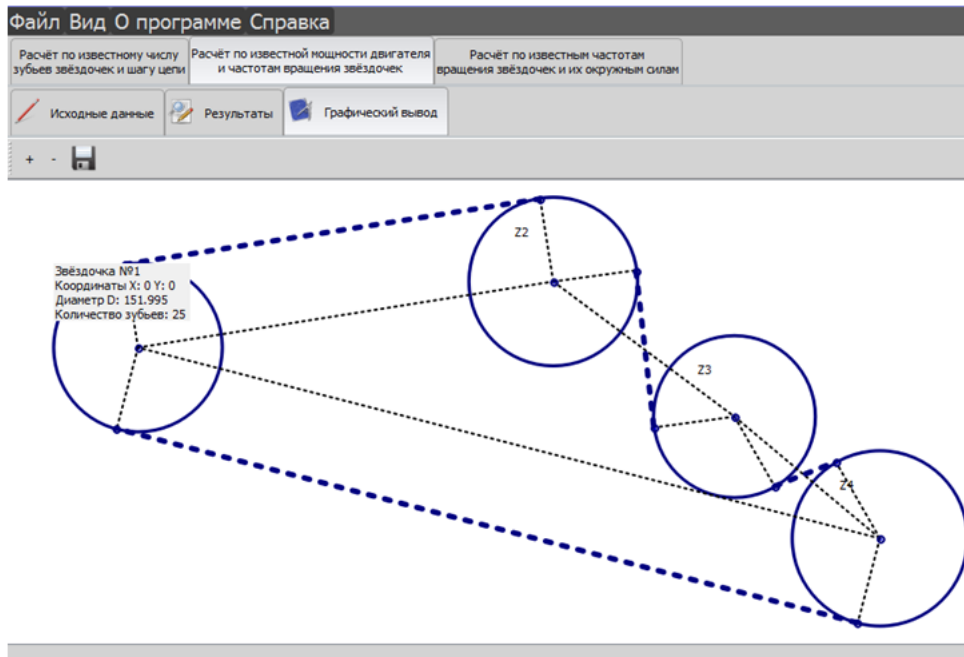 Файл Вид О программе Справка
Расчёт по известному числу
зубьев звёздочек и шагу цепи
Расчёт по известной мощности двигателя
и частотам вращения звёздочек
Расчёт по известным частотам
вращения звёздочек и их окружным силам
Исходные данные
Результаты
Графический вывод
+ -
Z2
Звёздочка №1
Координаты X: 0 Y: 0
Диаметр D: 151.995
Количество зубьев: 25
Z3
Z4